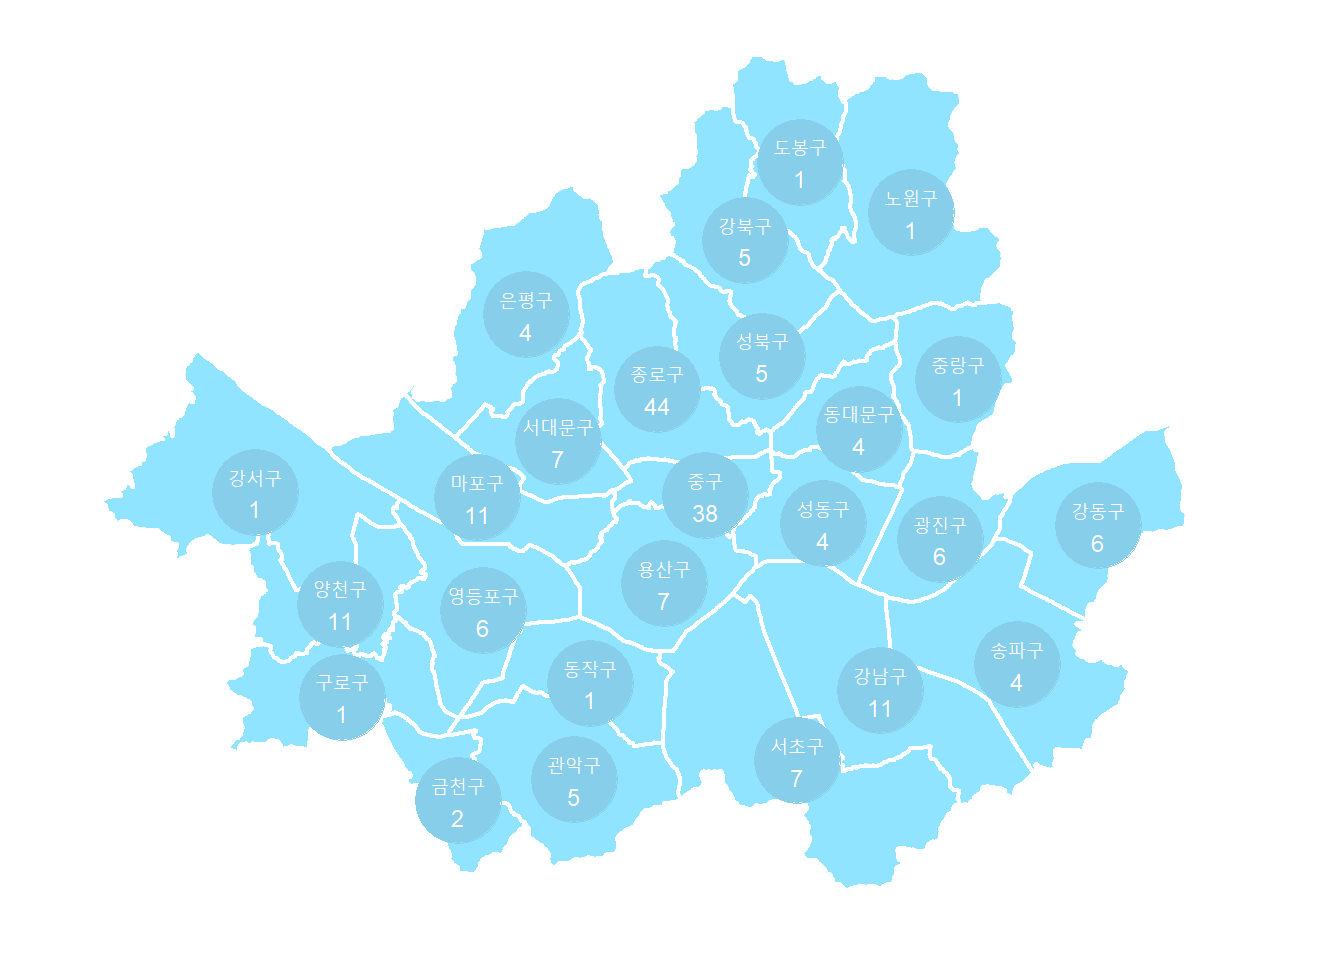 도봉구
1
노원구
1
강북구
5
은평구
4
성북구
5
중랑구
1
종로구
44
동대문구
4
서대문구
7
강서구
1
마포구
11
중구
38
성동구
4
광진구
6
강동구
6
용산구
7
양천구
11
영등포구
6
송파구
4
동작구
1
강남구
11
구로구
1
서초구
7
관악구
5
금천구
2